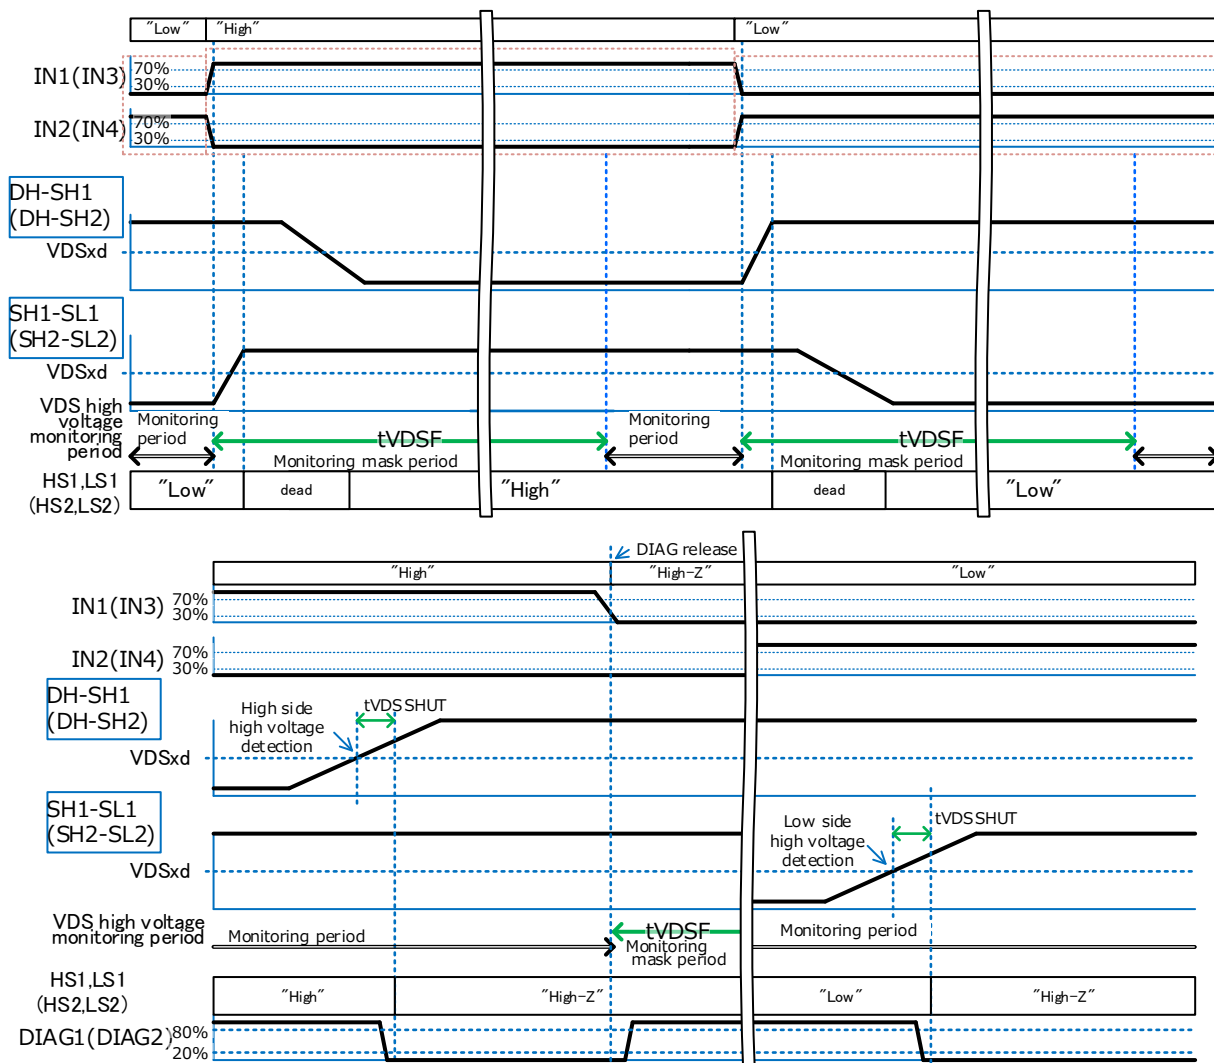 "Low" "High" "Low"
IN1(IN3) 70%
30%
IN2(IN4) 70%
30%
DH-SH1
(DH-SH2)
VDSxd
SH1-SL1
(SH2-SL2)
VDSxd
VDS high
voltage
monitoring
period
Monitoring
period
tVDSF
Monitoring mask period
Monitoring
period
tVDSF
Monitoring mask period
HS1,LS1
(HS2,LS2)
"Low" dead "High" dead "Low"
DIAG release
"High" "High-Z" "Low"
IN1(IN3) 70%
30%
IN2(IN4) 70%
30%
DH-SH1
(DH-SH2)
High side
high voltage
detection
tVDSSHUT
VDSxd
SH1-SL1
(SH2-SL2)
Low side
high voltage
detection
tVDSSHUT
VDSxd
VDS high voltage
monitoring period
Monitoring period
tVDSF
Monitoring
mask period
Monitoring period
HS1,LS1
(HS2,LS2)
"High" "High-Z" "Low" "High-Z"
DIAG1(DIAG2) 80%
20%